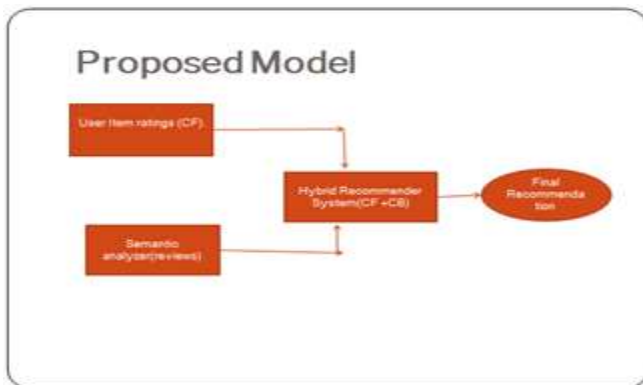 Proposed Model
User Item ratings (CF)
Hybrid Recommender
System(CF +CB)
Final
Recommenda
tion
Semantic
analyzer(reviews)